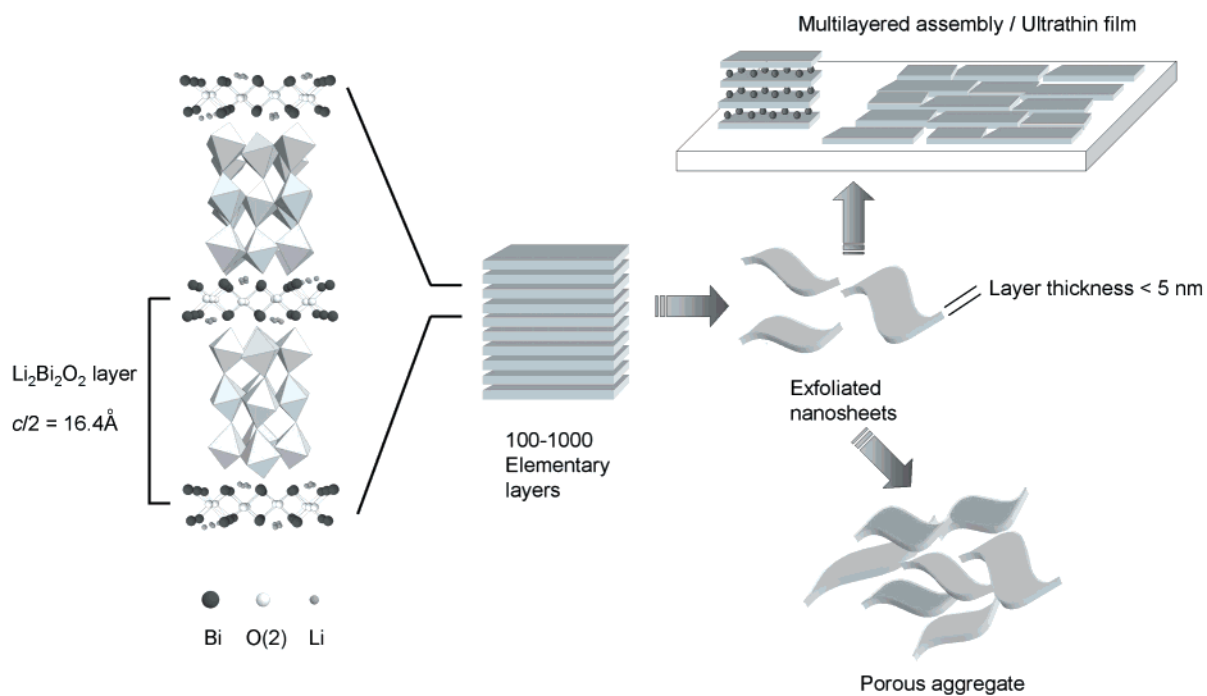 Multilayered assembly / Ultrathin film
Layer thickness < 5 nm
Li₂Bi₂O₂ layer
c/2 = 16.4Å
Exfoliated
nanosheets
100-1000
Elementary
layers
Bi O(2) Li
Porous aggregate